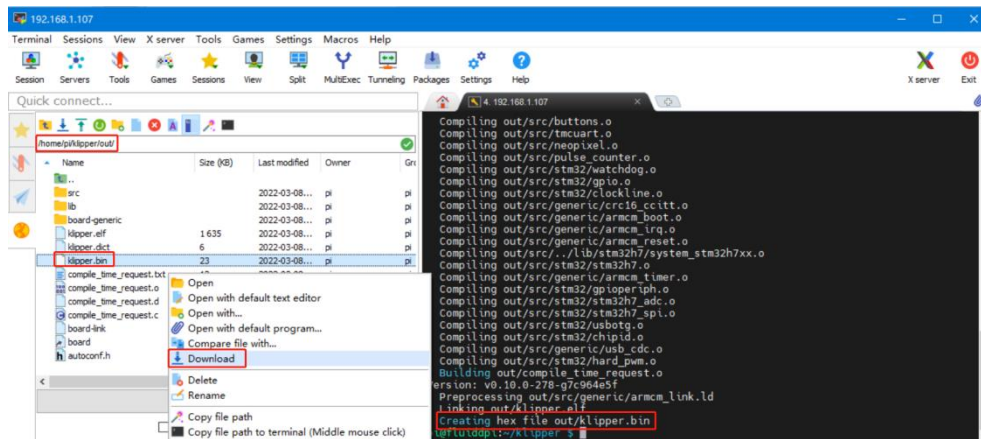 192.168.1.107
Terminal Sessions View X server Tools Games Settings Macros Help
Session Servers Tools Games Sessions View Split MultiExec Tunneling Packages Settings Help X server Exit
Quick connect...
4. 192.168.1.107
/home/pi/klipper/out/
Name Size (KB) Last modified Owner Gr
..
src 2022-03-08... pi pi
lib 2022-03-08... pi pi
board-generic 2022-03-08... pi pi
klipper.elf 1 635 2022-03-08... pi pi
klipper.dict 6 2022-03-08... pi pi
klipper.bin 23 2022-03-08... pi pi
compile_time_request.txt
compile_time_request.o
compile_time_request.d
compile_time_request.c
board-link
board
autoconf.h
Open
Open with default text editor
Open with...
Open with default program...
Compare file with...
Download
Delete
Rename
Copy file path
Copy file path to terminal (Middle mouse click)
Compiling out/src/buttons.o
Compiling out/src/tmcuart.o
Compiling out/src/neopixel.o
Compiling out/src/pulse_counter.o
Compiling out/src/stm32/watchdog.o
Compiling out/src/stm32/gpio.o
Compiling out/src/stm32/clockline.o
Compiling out/src/generic/crc16_ccitt.o
Compiling out/src/generic/armcm_boot.o
Compiling out/src/generic/armcm_irq.o
Compiling out/src/generic/armcm_reset.o
Compiling out/src/../lib/stm32h7/system_stm32h7xx.o
Compiling out/src/stm32/stm32h7.o
Compiling out/src/generic/armcm_timer.o
Compiling out/src/stm32/gpioperiph.o
Compiling out/src/stm32/stm32h7_adc.o
Compiling out/src/stm32/stm32h7_spi.o
Compiling out/src/stm32/usbotg.o
Compiling out/src/stm32/chipid.o
Compiling out/src/generic/usb_cdc.o
Compiling out/src/stm32/hard_pwm.o
Building out/compile_time_request.o
ersion: v0.10.0-278-g7c964e5f
Preprocessing out/src/generic/armcm_link.ld
Linking out/klipper.elf
Creating hex file out/klipper.bin
i@fluiddpi:~/klipper $